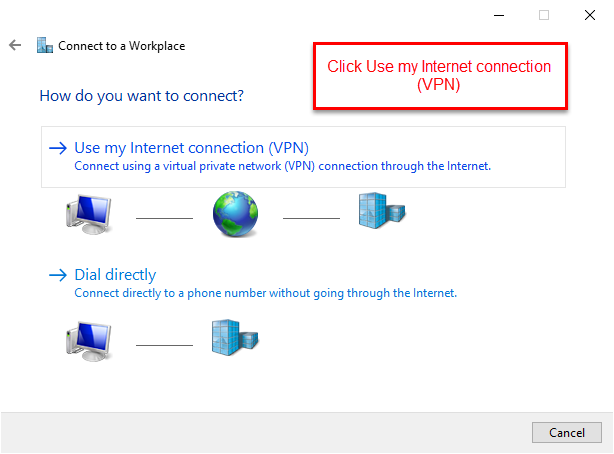 Connect to a Workplace
Click Use my Internet connection
(VPN)
How do you want to connect?
Use my Internet connection (VPN)
Connect using a virtual private network (VPN) connection through the Internet.
Dial directly
Connect directly to a phone number without going through the Internet.
Cancel